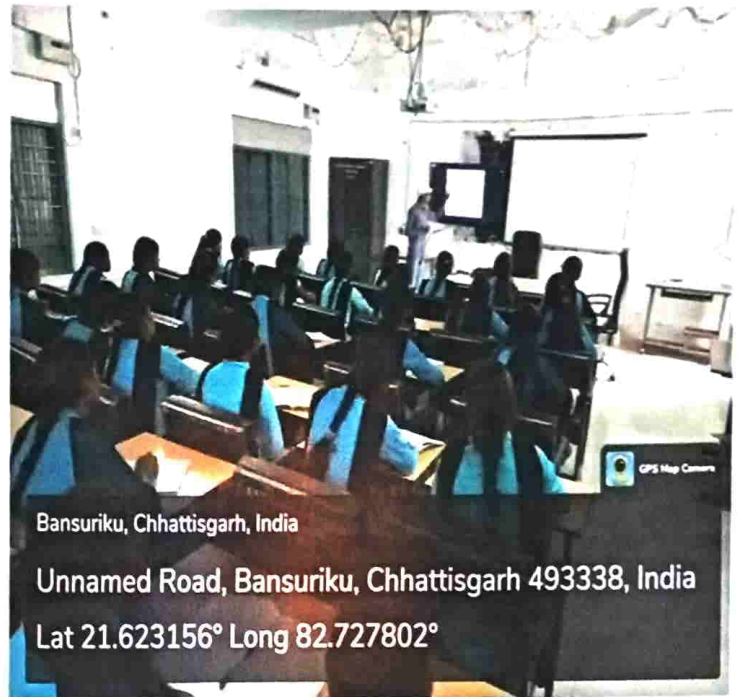 GPS Map Camera
Bansuriku, Chhattisgarh, India
Unnamed Road, Bansuriku, Chhattisgarh 493338, India
Lat 21.623156° Long 82.727802°